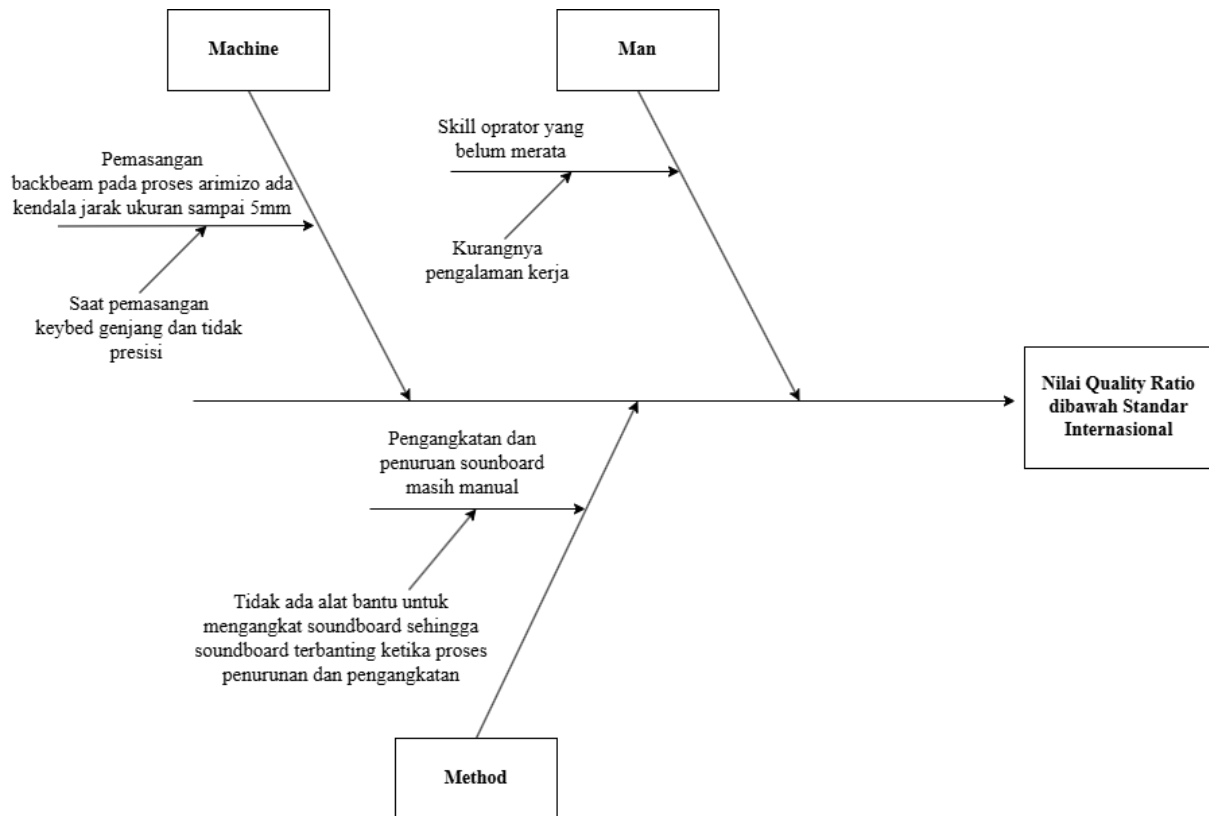 Machine
Man
Skill oprator yang
belum merata
Pemasangan
backbeam pada proses arimizo ada
kendala jarak ukuran sampai 5mm
Kurangnya
pengalaman kerja
Saat pemasangan
keybed genjang dan tidak
presisi
Nilai Quality Ratio
dibawah Standar
Internasional
Pengangkatan dan
penuruan sounboard
masih manual
Tidak ada alat bantu untuk
mengangkat soundboard sehingga
soundboard terbanting ketika proses
penurunan dan pengangkatan
Method